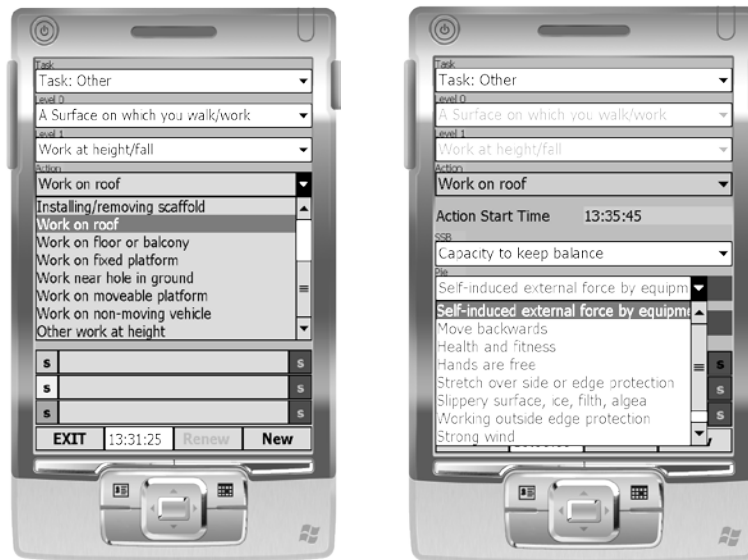 Task
Task: Other
Level 0
A Surface on which you walk/work
Level 1
Work at height/fall
Action
Work on roof
Installing/removing scaffold
Work on roof
Work on floor or balcony
Work on fixed platform
Work near hole in ground
Work on moveable platform
Work on non-moving vehicle
Other work at height
s s
s s
s s
EXIT 13:31:25 Renew New
Task
Task: Other
Level 0
A Surface on which you walk/work
Level 1
Work at height/fall
Action
Work on roof
Action Start Time 13:35:45
SSB
Capacity to keep balance
Pie
Self-induced external force by equipm
Self-induced external force by equipme
Move backwards
Health and fitness
Hands are free
Stretch over side or edge protection
Slippery surface, ice, filth, algea
Working outside edge protection
Strong wind
s
s
s